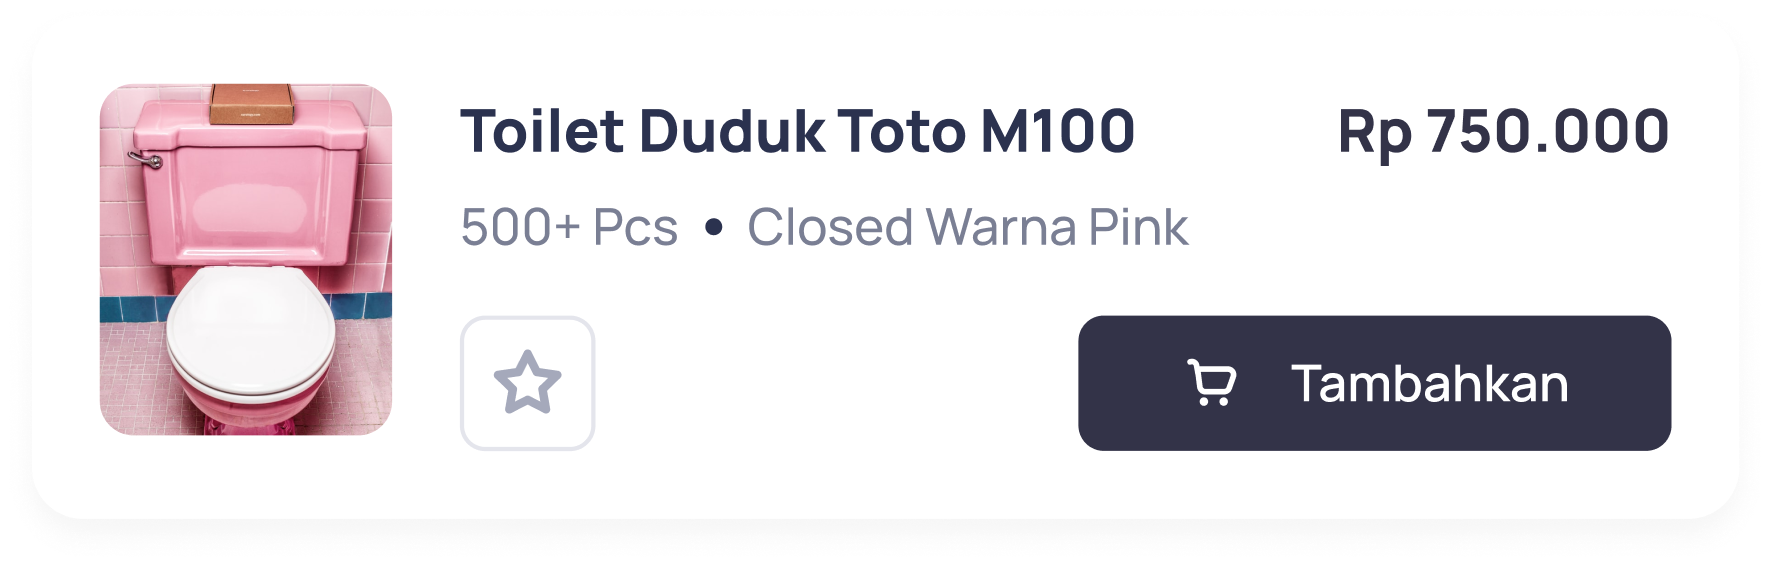 Toilet Duduk Toto M100
Rp 750.000
500+ Pcs • Closed Warna Pink
Tambahkan